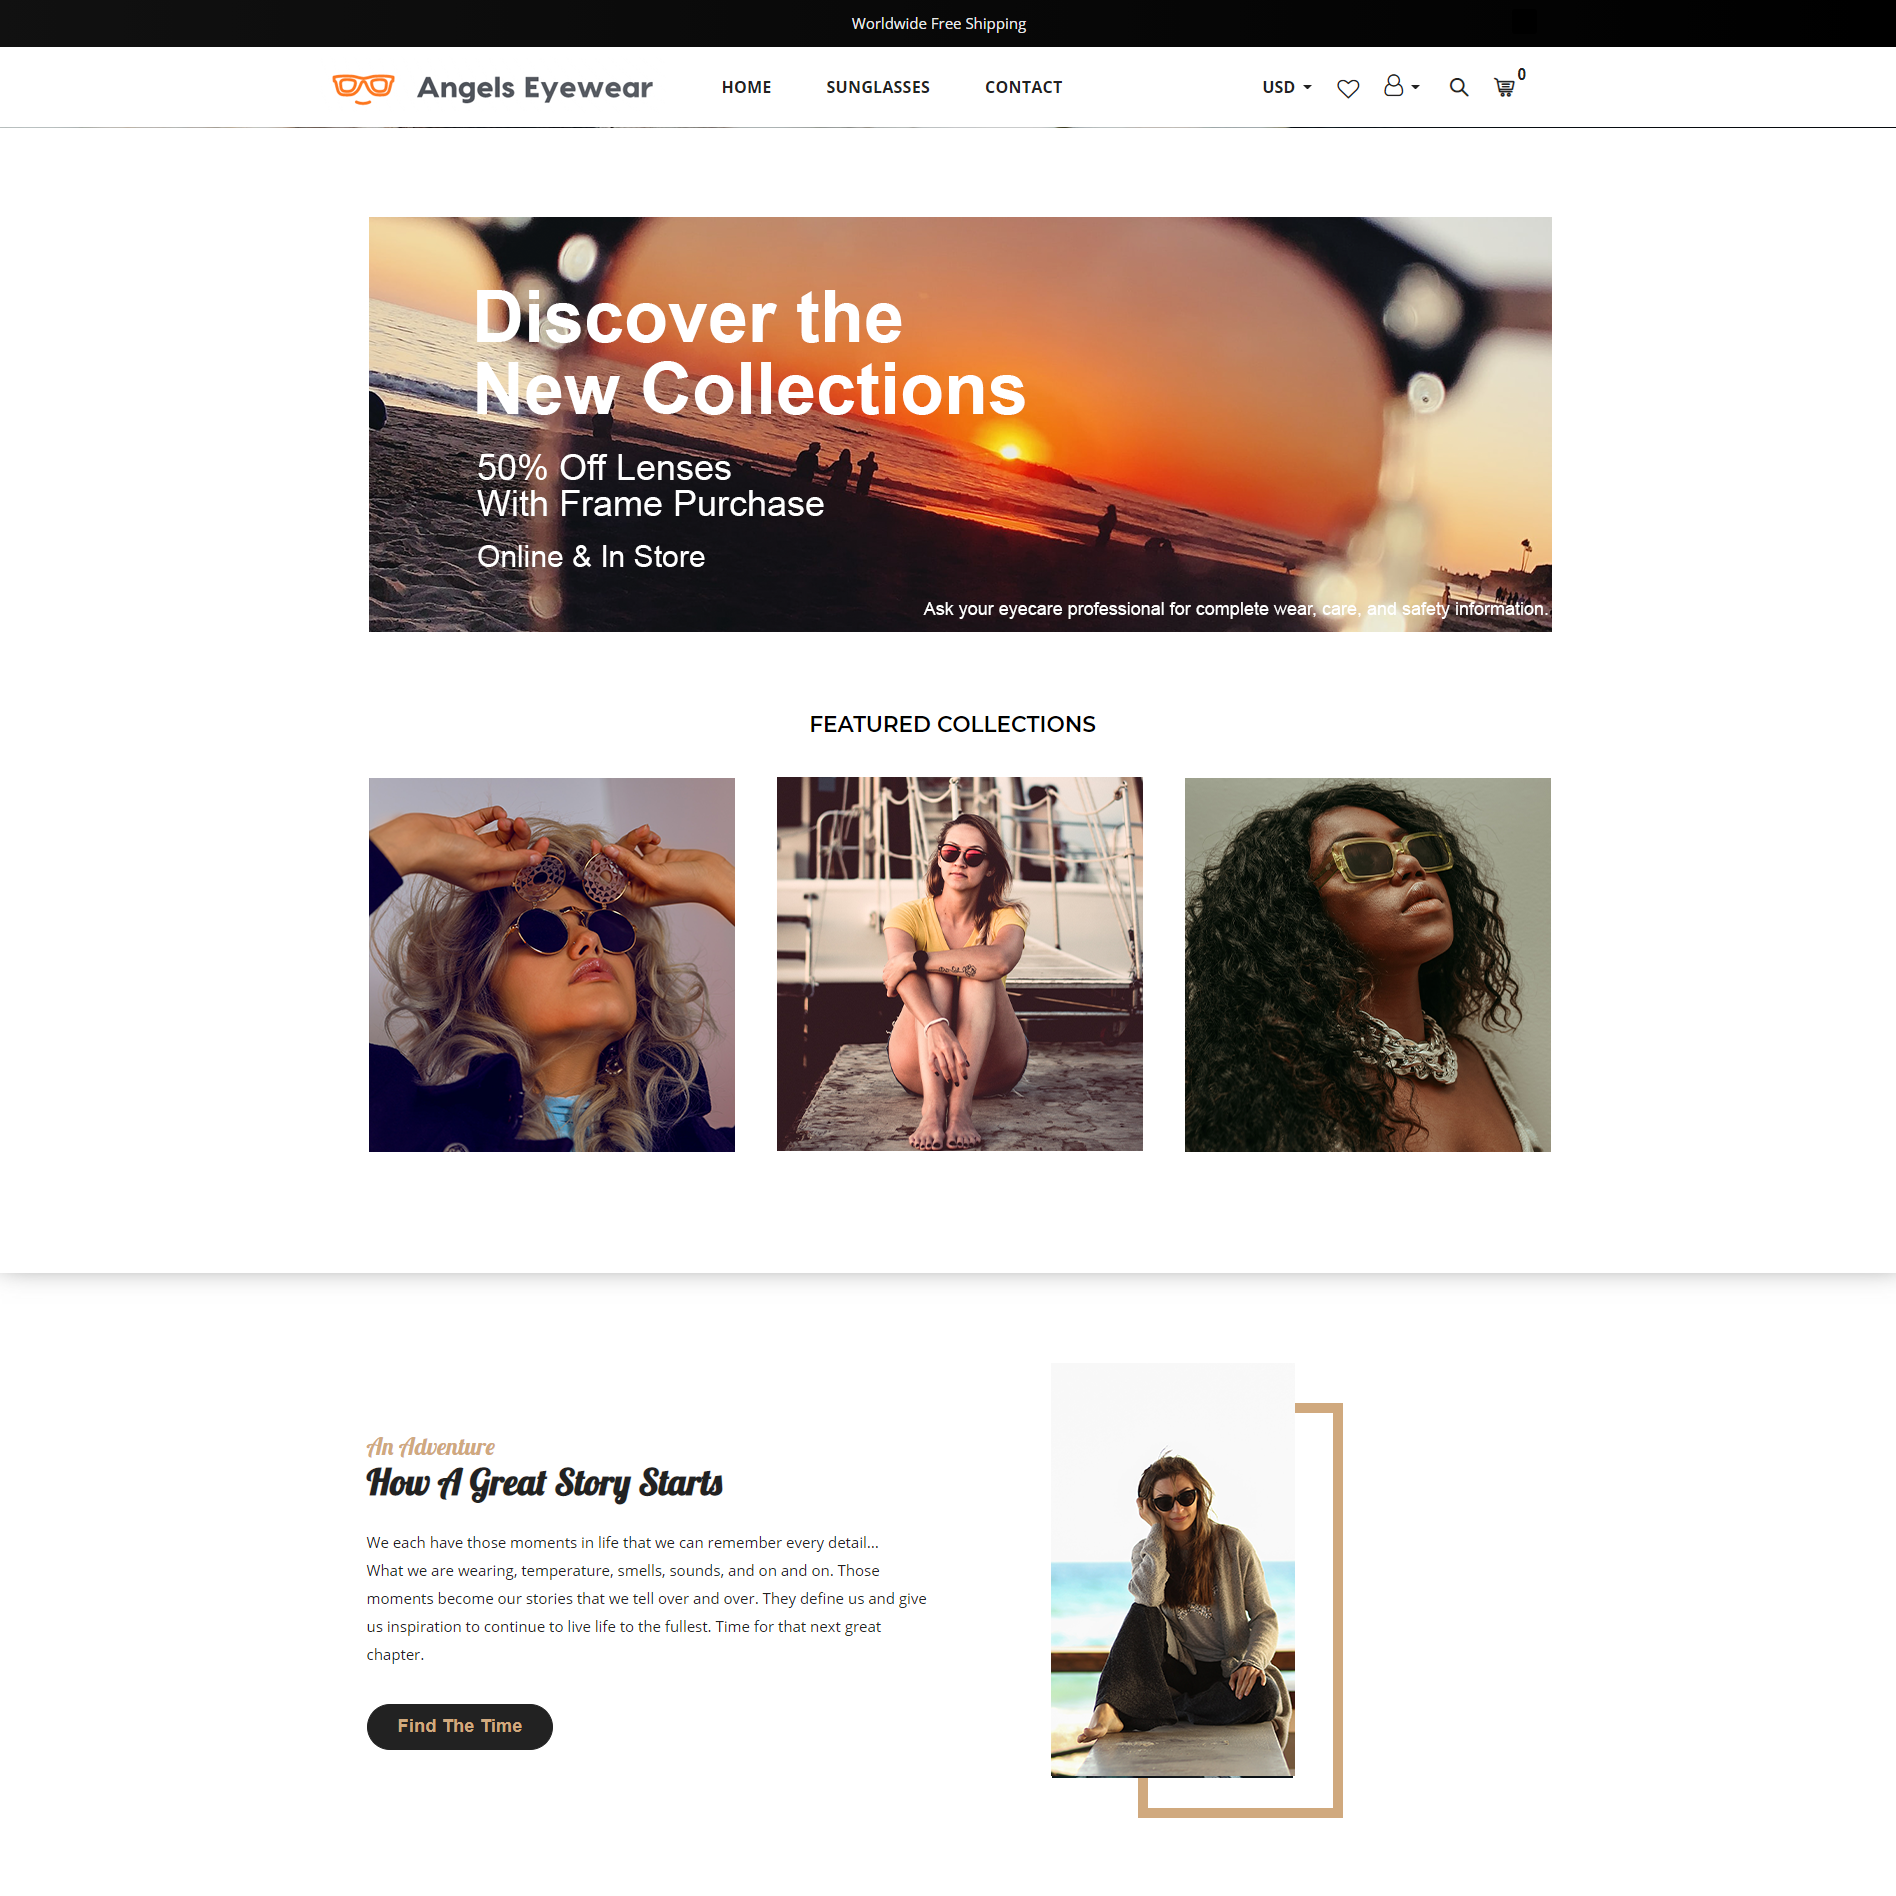 Worldwide Free Shipping
Angels Eyewear
HOME
SUNGLASSES
CONTACT
USD
0
Discover the
New Collections
50% Off Lenses
With Frame Purchase
Online & In Store
Ask your eyecare professional for complete wear, care, and safety information.
FEATURED COLLECTIONS
An Adventure
How A Great Story Starts
We each have those moments in life that we can remember every detail...
What we are wearing, temperature, smells, sounds, and on and on. Those
moments become our stories that we tell over and over. They define us and give
us inspiration to continue to live life to the fullest. Time for that next great
chapter.
Find The Time